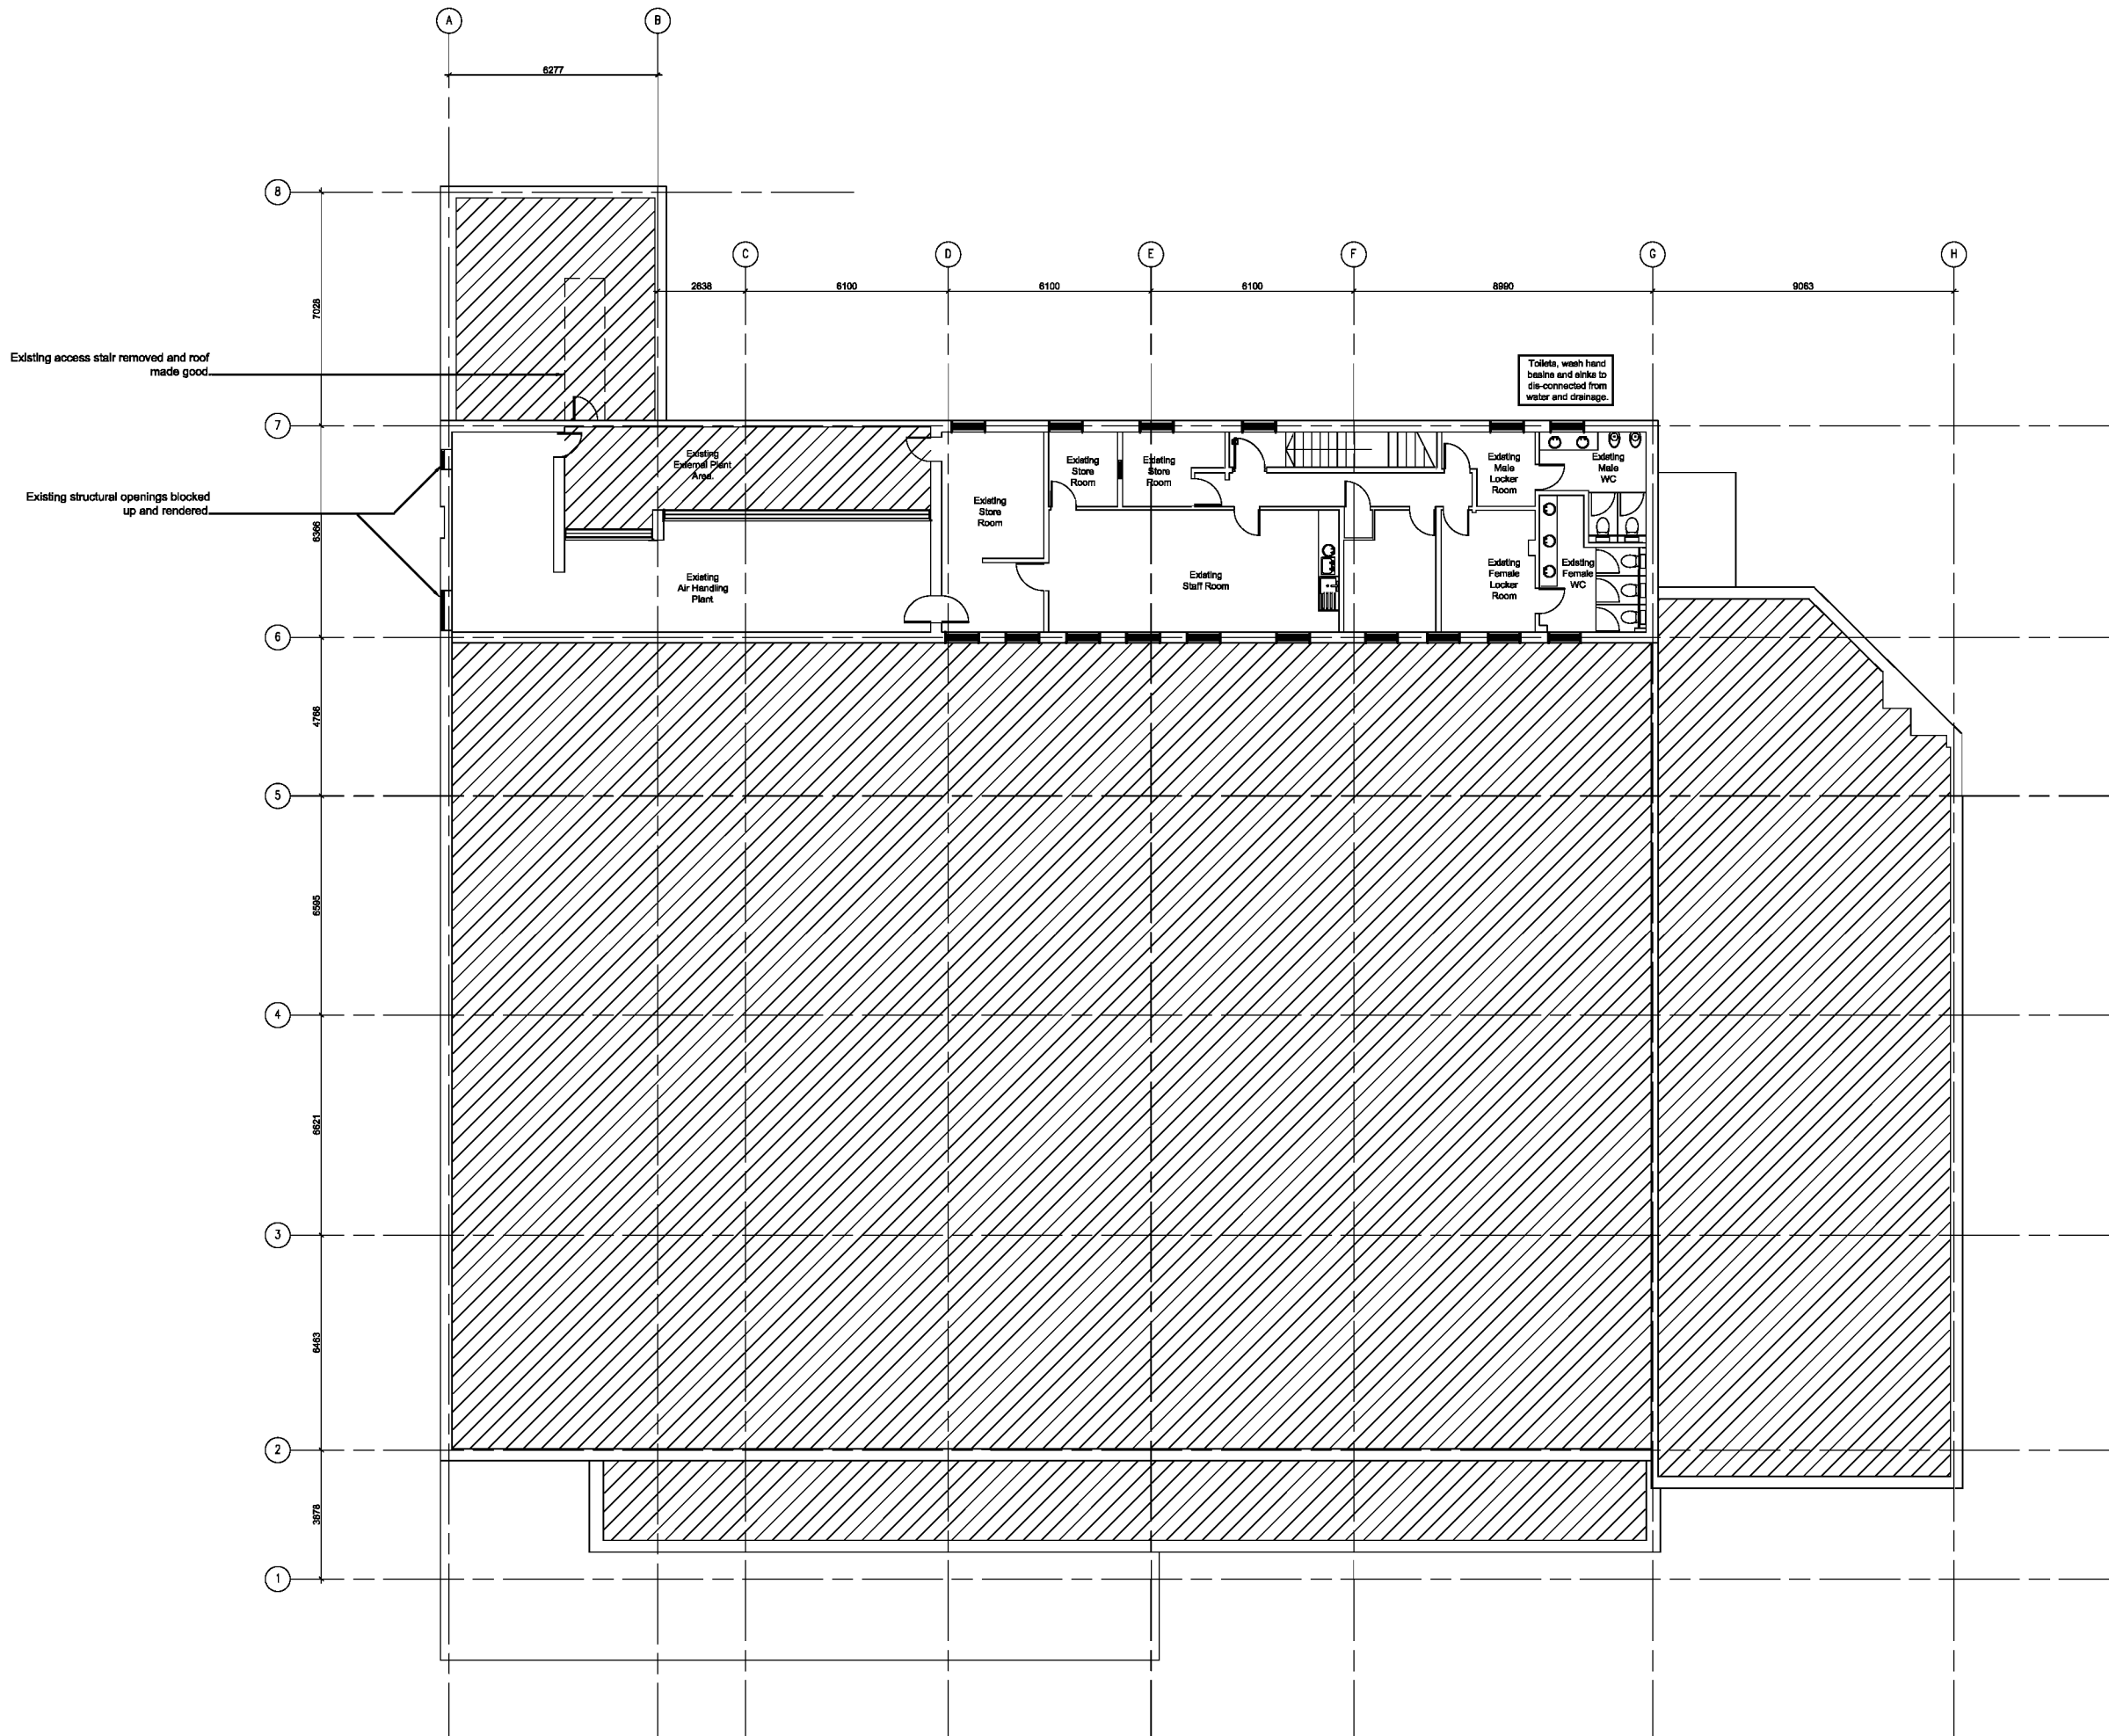 A
B
6277
8
C
D
E
F
G
H
2638
6100
6100
6100
8990
9063
7028
Existing access stair removed and roof
made good.
Toilets, wash hand
basins and sinks to
dis-connected from
water and drainage.
7
Existing
External Plant
Area.
Existing
Store
Room
Existing
Store
Room
Existing
Store
Room
Existing
Male
Locker
Room
Existing
Male
WC
Existing structural openings blocked
up and rendered.
6366
Existing
Air Handling
Plant
Existing
Staff Room
Existing
Female
Locker
Room
Existing
Female
WC
6
4766
5
6595
4
6621
3
6463
2
3878
1